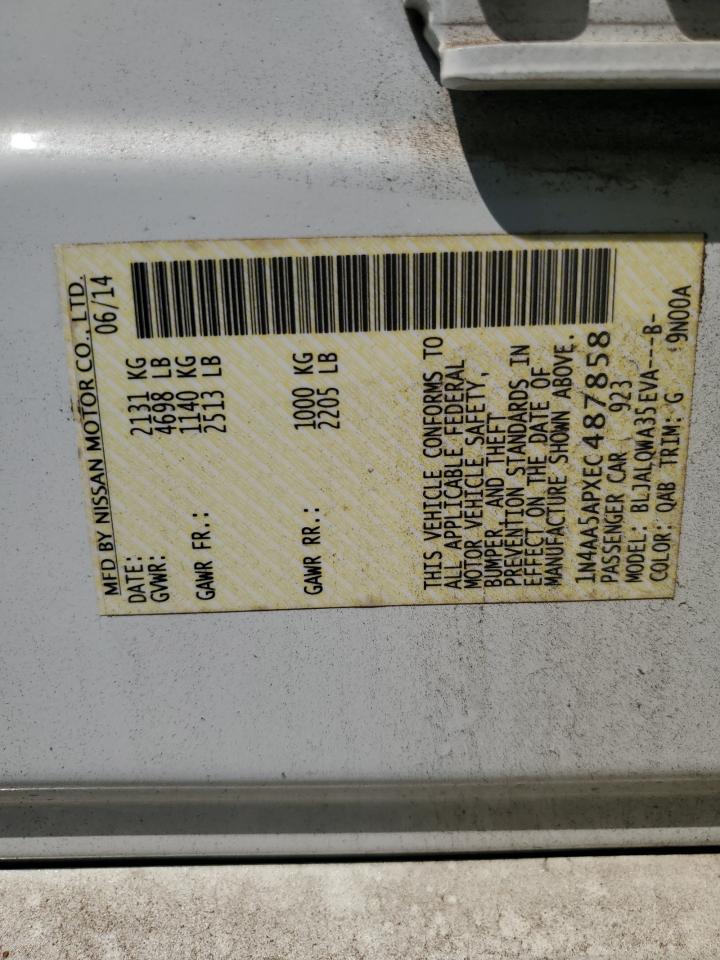 MFD BY NISSAN MOTOR CO., LTD.
DATE: 06/14
GVWR: 2131 KG
4698 LB
GAWR FR.: 1140 KG
2513 LB
GAWR RR.: 1000 KG
2205 LB
THIS VEHICLE CONFORMS TO
ALL APPLICABLE FEDERAL
MOTOR VEHICLE SAFETY,
BUMPER, AND THEFT
PREVENTION STANDARDS IN
EFFECT ON THE DATE OF
MANUFACTURE SHOWN ABOVE.
1N4AA5APXEC487858
PASSENGER CAR 923
MODEL: BLJALQWA35EVA---B-
COLOR: QAB TRIM: G 9N00A